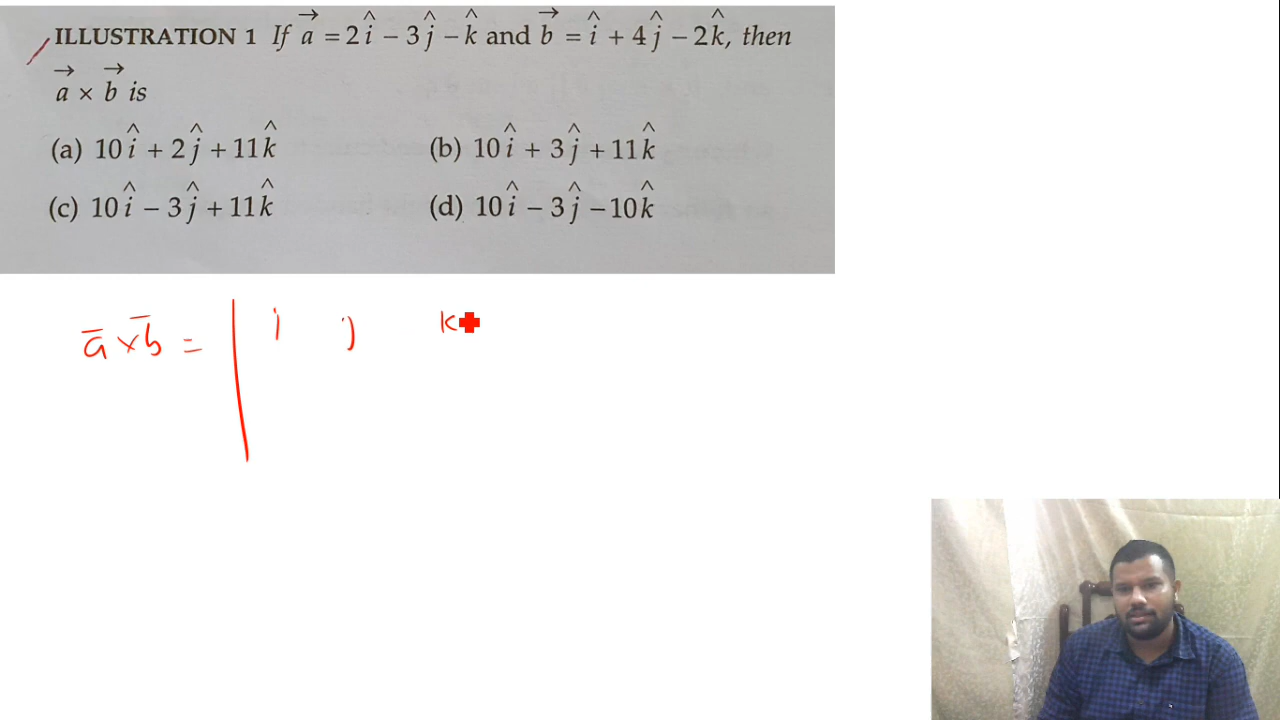 ILLUSTRATION 1 If →a = 2î − 3ĵ − k̂ and →b = î + 4ĵ − 2k̂, then
→a × →b is
(a) 10î + 2ĵ + 11k̂ (b) 10î + 3ĵ + 11k̂
(c) 10î − 3ĵ + 11k̂ (d) 10î − 3ĵ − 10k̂
a̅ × b̅ = | i j k